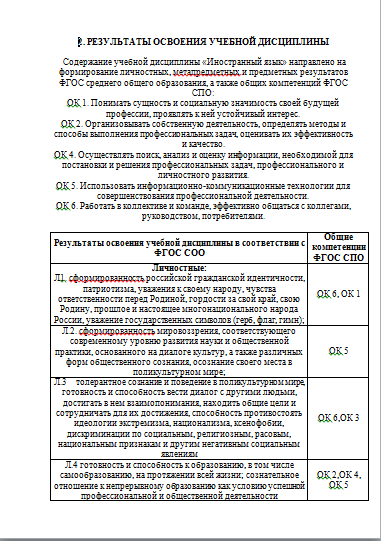 2. РЕЗУЛЬТАТЫ ОСВОЕНИЯ УЧЕБНОЙ ДИСЦИПЛИНЫ
Содержание учебной дисциплины «Иностранный язык» направлено на
формирование личностных, метапредметных и предметных результатов
ФГОС среднего общего образования, а также общих компетенций ФГОС
СПО:
ОК 1. Понимать сущность и социальную значимость своей будущей
профессии, проявлять к ней устойчивый интерес.
ОК 2. Организовывать собственную деятельность, определять методы и
способы выполнения профессиональных задач, оценивать их эффективность
и качество.
ОК 4. Осуществлять поиск, анализ и оценку информации, необходимой для
постановки и решения профессиональных задач, профессионального и
личностного развития.
ОК 5. Использовать информационно-коммуникационные технологии для
совершенствования профессиональной деятельности.
ОК 6. Работать в коллективе и команде, эффективно общаться с коллегами,
руководством, потребителями.
Результаты освоения учебной дисциплины в соответствии с
ФГОС СОО
Общие
компетенции
ФГОС СПО
Личностные:
Л1. сформированность российской гражданской идентичности,
патриотизма, уважения к своему народу, чувства
ответственности перед Родиной, гордости за свой край, свою
Родину, прошлое и настоящее многонационального народа
России, уважение государственных символов (герб, флаг, гимн);
ОК 6, ОК 1
Л.2. сформированность мировоззрения, соответствующего
современному уровню развития науки и общественной
практики, основанного на диалоге культур, а также различных
форм общественного сознания, осознание своего места в
поликультурном мире;
ОК 5
Л.3 толерантное сознание и поведение в поликультурном мире,
готовность и способность вести диалог с другими людьми,
достигать в нем взаимопонимания, находить общие цели и
сотрудничать для их достижения, способность противостоять
идеологии экстремизма, национализма, ксенофобии,
дискриминации по социальным, религиозным, расовым,
национальным признакам и другим негативным социальным
явлениям
ОК 6,ОК 3
Л.4 готовность и способность к образованию, в том числе
самообразованию, на протяжении всей жизни; сознательное
отношение к непрерывному образованию как условию успешной
профессиональной и общественной деятельности
ОК 2,ОК 4,
ОК 5